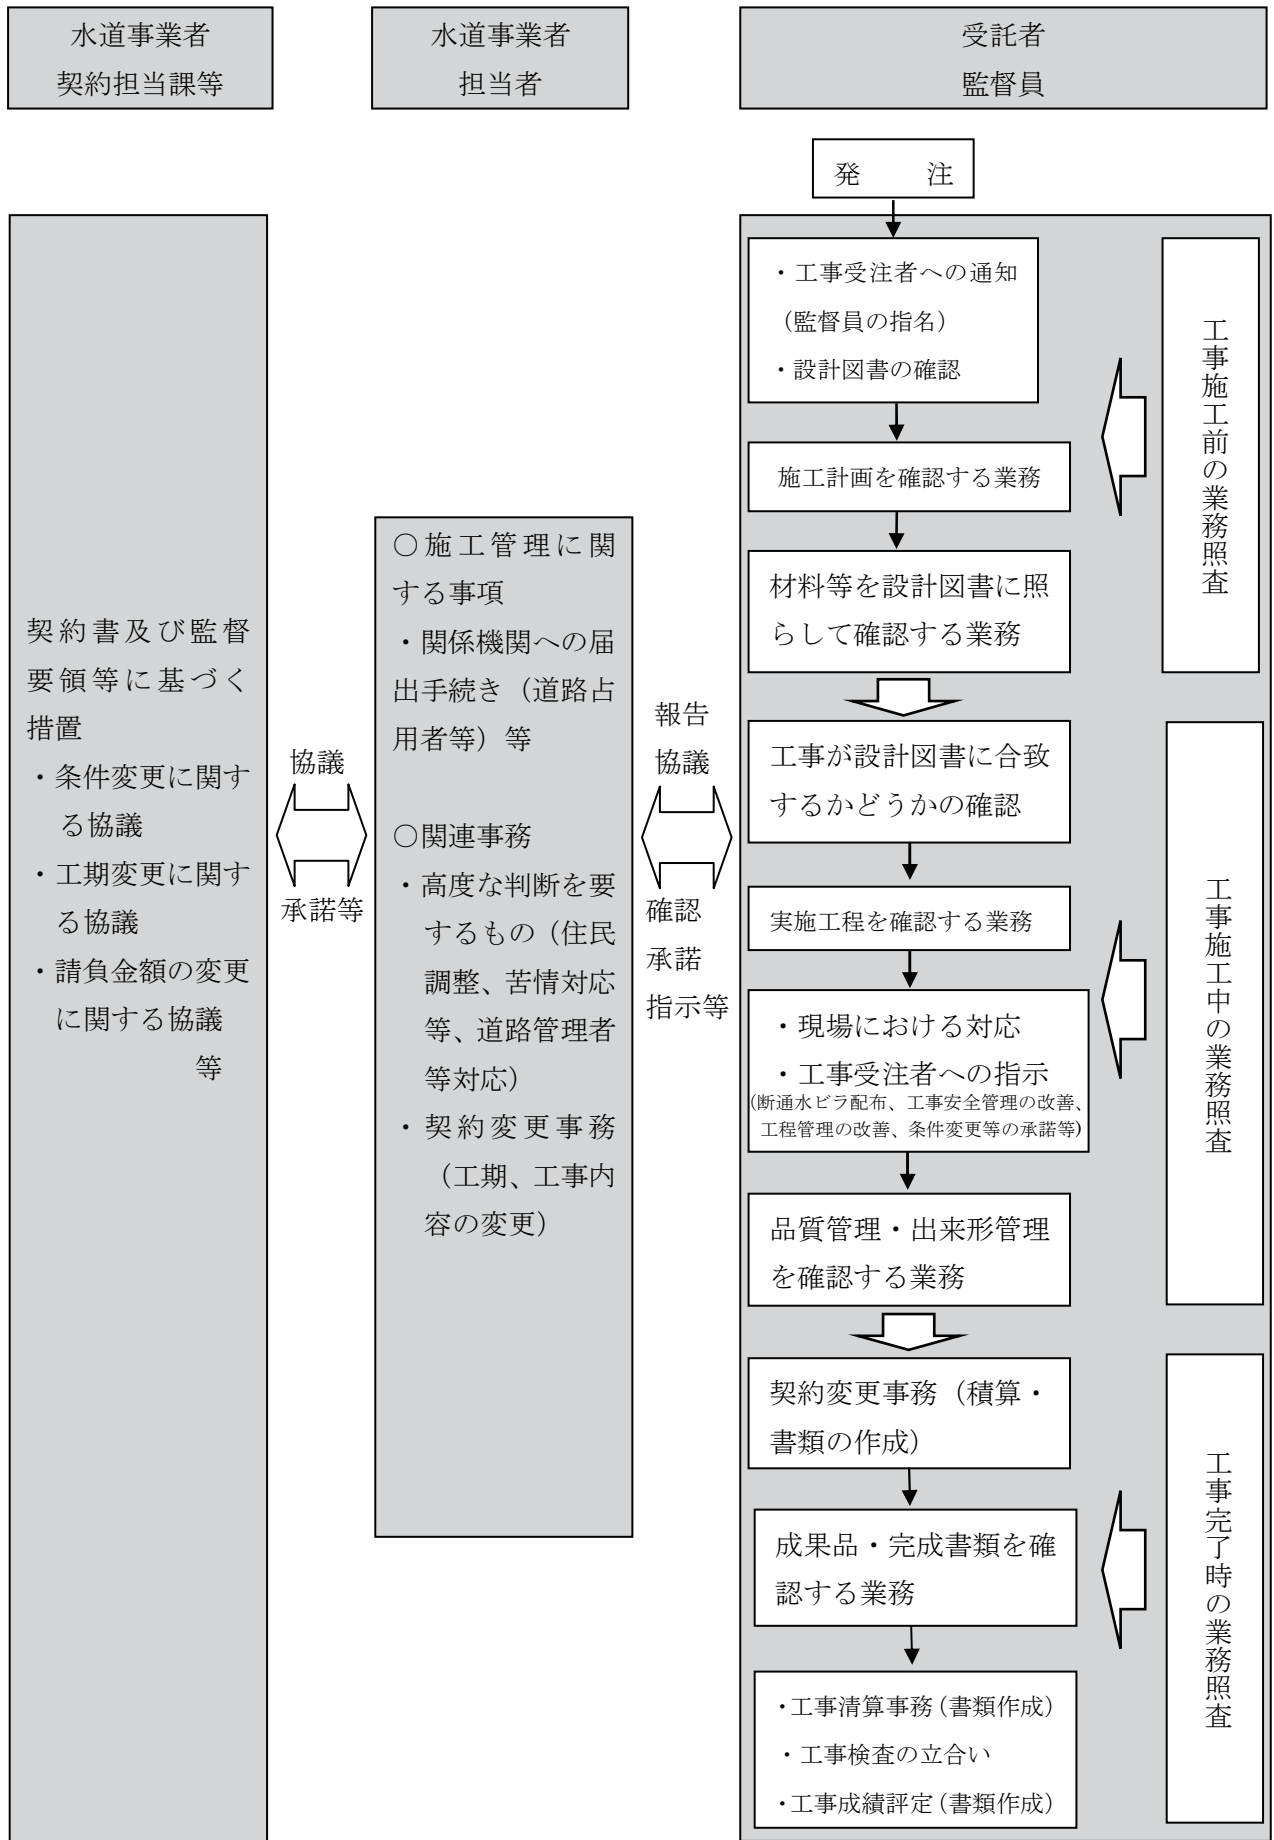 水道事業者
契約担当課等
水道事業者
担当者
受託者
監督員
発　　注
契約書及び監督
要領等に基づく
措置
・条件変更に関す
る協議
・工期変更に関す
る協議
・請負金額の変更
に関する協議
等
協議
承諾等
○施工管理に関
する事項
・関係機関への届
出手続き（道路占
用者等）等
○関連事務
・高度な判断を要
するもの（住民
調整、苦情対応
等、道路管理者
等対応）
・契約変更事務
（工期、工事内
容の変更）
報告
協議
確認
承諾
指示等
・工事受注者への通知
（監督員の指名）
・設計図書の確認
施工計画を確認する業務
材料等を設計図書に照
らして確認する業務
工事施工前の業務照査
工事が設計図書に合致
するかどうかの確認
実施工程を確認する業務
・現場における対応
・工事受注者への指示
(断通水ビラ配布、工事安全管理の改善、
工程管理の改善、条件変更等の承諾等)
品質管理・出来形管理
を確認する業務
工事施工中の業務照査
契約変更事務（積算・
書類の作成）
成果品・完成書類を確
認する業務
・工事清算事務(書類作成)
・工事検査の立合い
・工事成績評定(書類作成)
工事完了時の業務照査